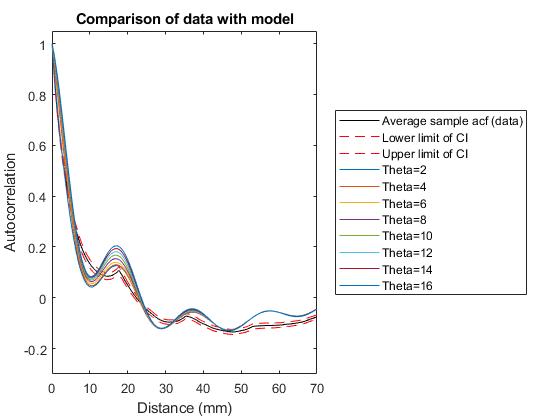 Comparison of data with model
Autocorrelation
1
0.8
0.6
0.4
0.2
0
-0.2
0 10 20 30 40 50 60 70
Distance (mm)
Average sample acf (data)
Lower limit of CI
Upper limit of CI
Theta=2
Theta=4
Theta=6
Theta=8
Theta=10
Theta=12
Theta=14
Theta=16